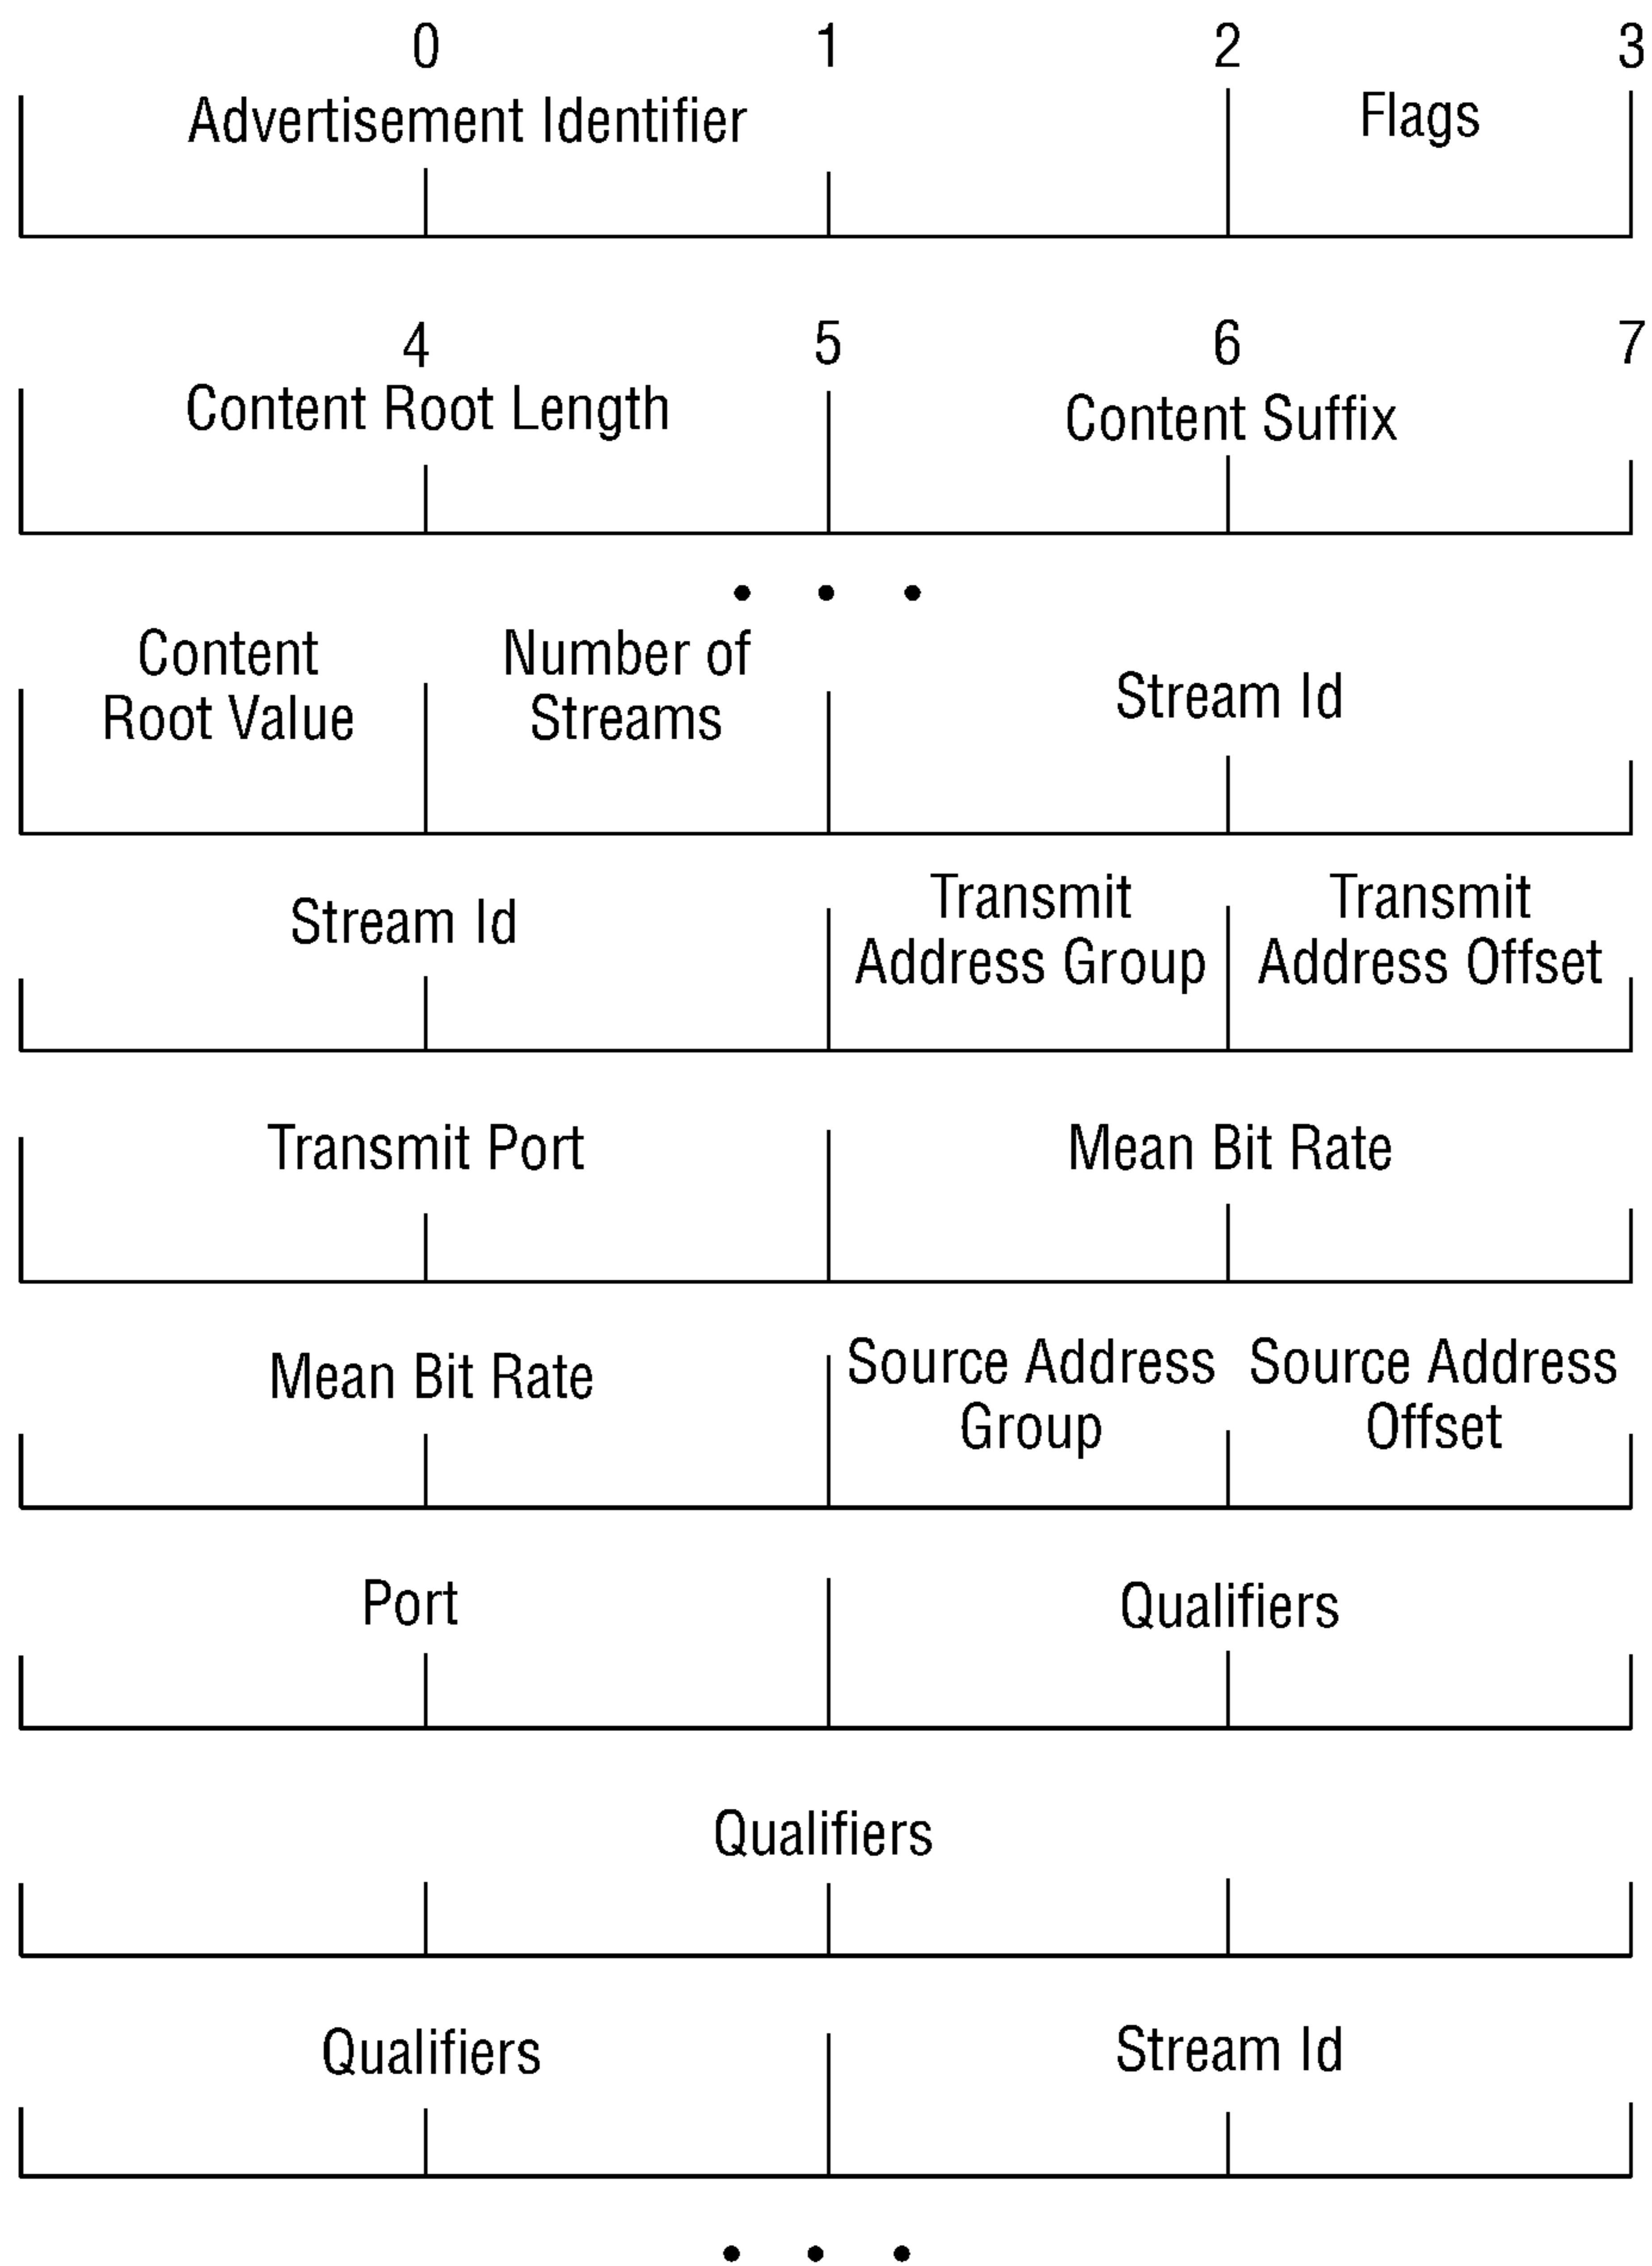 0 1 2 3
Advertisement Identifier Flags
4 5 6 7
Content Root Length Content Suffix
• • •
Content Number of
Root Value Streams Stream Id
Transmit Transmit
Stream Id Address Group Address Offset
Transmit Port Mean Bit Rate
Mean Bit Rate Source Address Source Address
Group Offset
Port Qualifiers
Qualifiers
Qualifiers Stream Id
• • •